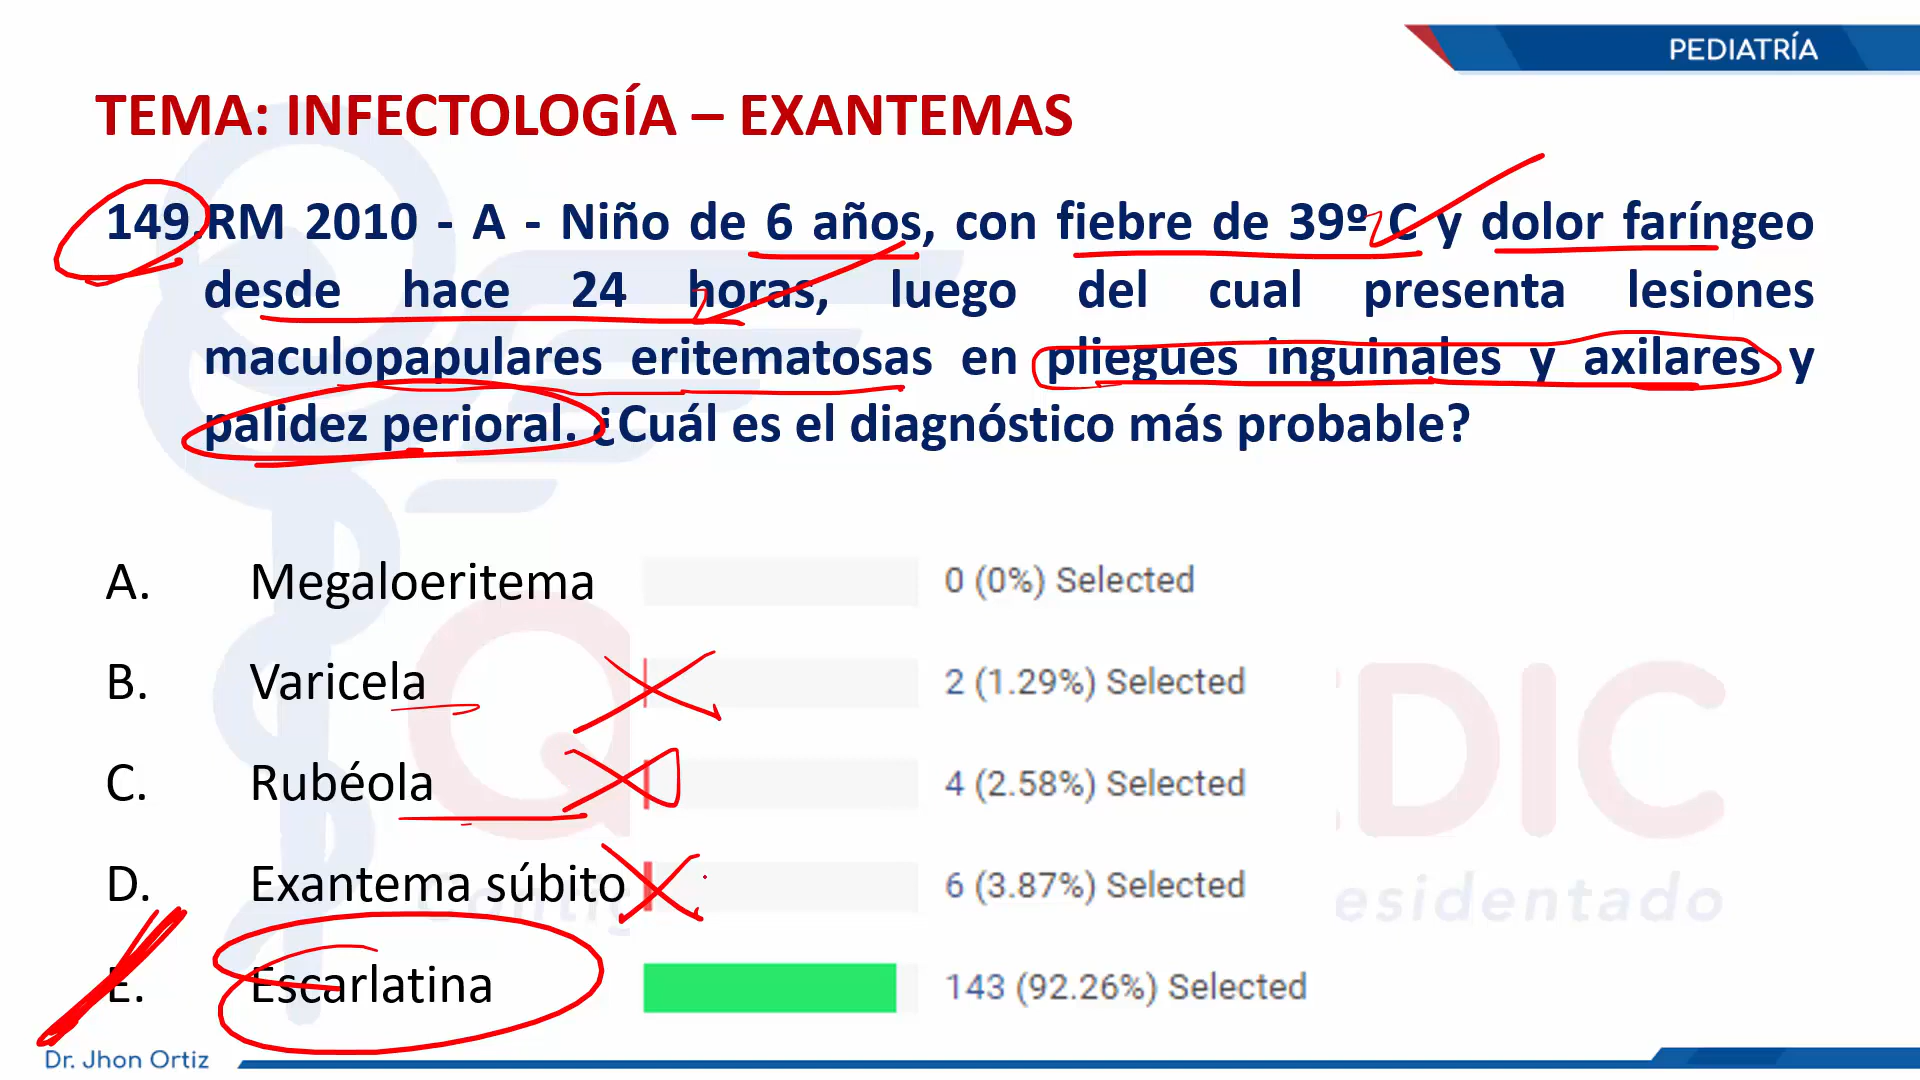 PEDIATRÍA
TEMA: INFECTOLOGÍA – EXANTEMAS
149. RM 2010 - A - Niño de 6 años, con fiebre de 39º C y dolor faríngeo
desde hace 24 horas, luego del cual presenta lesiones
maculopapulares eritematosas en pliegues inguinales y axilares y
palidez perioral. ¿Cuál es el diagnóstico más probable?
A. Megaloeritema 0 (0%) Selected
B. Varicela 2 (1.29%) Selected
C. Rubéola 4 (2.58%) Selected
D. Exantema súbito 6 (3.87%) Selected
E. Escarlatina 143 (92.26%) Selected
Q DIC
esidentado
Dr. Jhon Ortiz